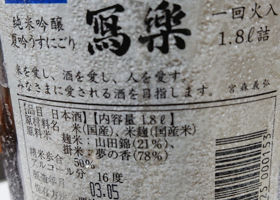 純米吟醸
夏吟うすにごり
寫樂
一回火入
1.8ℓ詰
米を愛し、酒を愛し、人を愛す。
みなさまに愛される酒を目指します。
宮森義弘
【品目 日本酒】【内容量 1.8ℓ】
原材料名 米(国産)、米麹(国産米)
原料米 麹米:山田錦(21%)、
掛米:夢の香(78%)
精米歩合 50%
アルコール分 16度
03.05